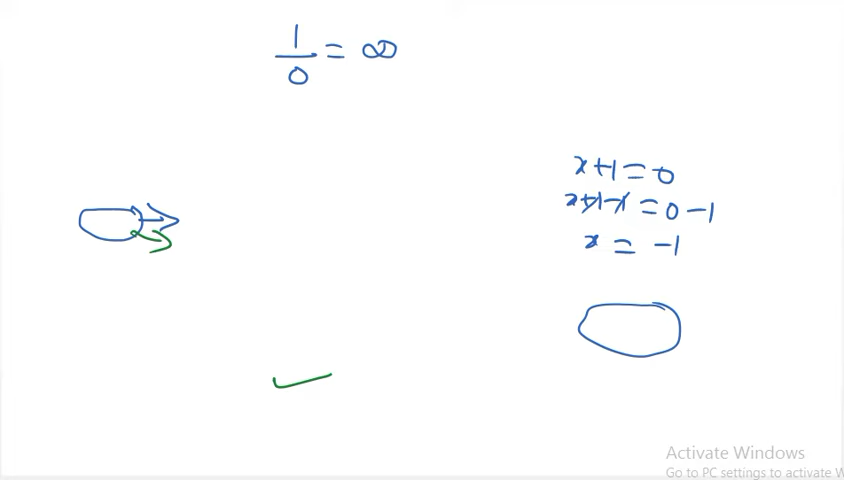 1/0 = ∞
x+1=0
x+1-1 = 0-1
x = -1
Activate Windows
Go to PC settings to activate W